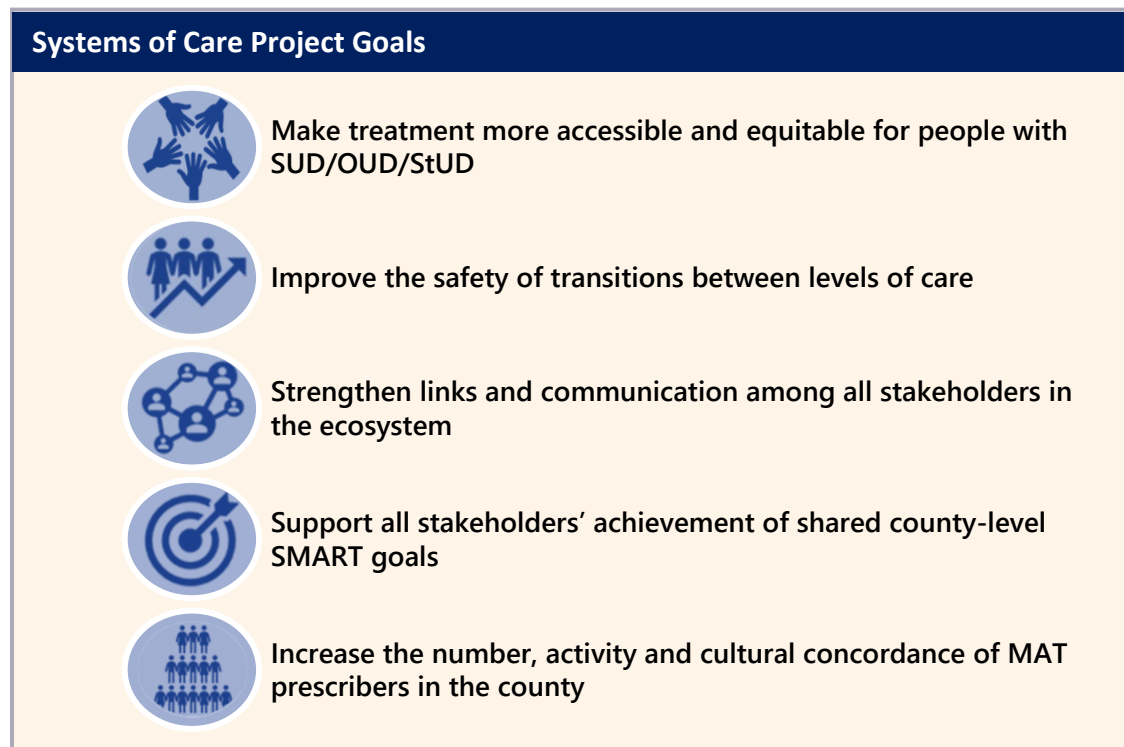 Systems of Care Project Goals
Make treatment more accessible and equitable for people with
SUD/OUD/StUD
Improve the safety of transitions between levels of care
Strengthen links and communication among all stakeholders in
the ecosystem
Support all stakeholders’ achievement of shared county-level
SMART goals
Increase the number, activity and cultural concordance of MAT
prescribers in the county